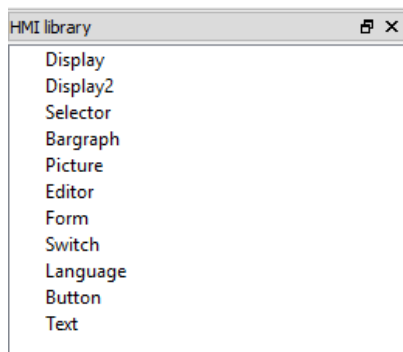 HMI library
Display
Display2
Selector
Bargraph
Picture
Editor
Form
Switch
Language
Button
Text